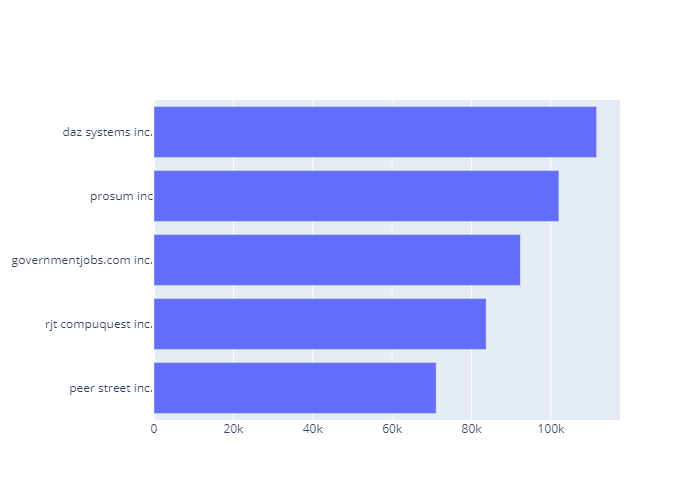 daz systems inc.
prosum inc
governmentjobs.com inc.
rjt compuquest inc.
peer street inc.
0 20k 40k 60k 80k 100k